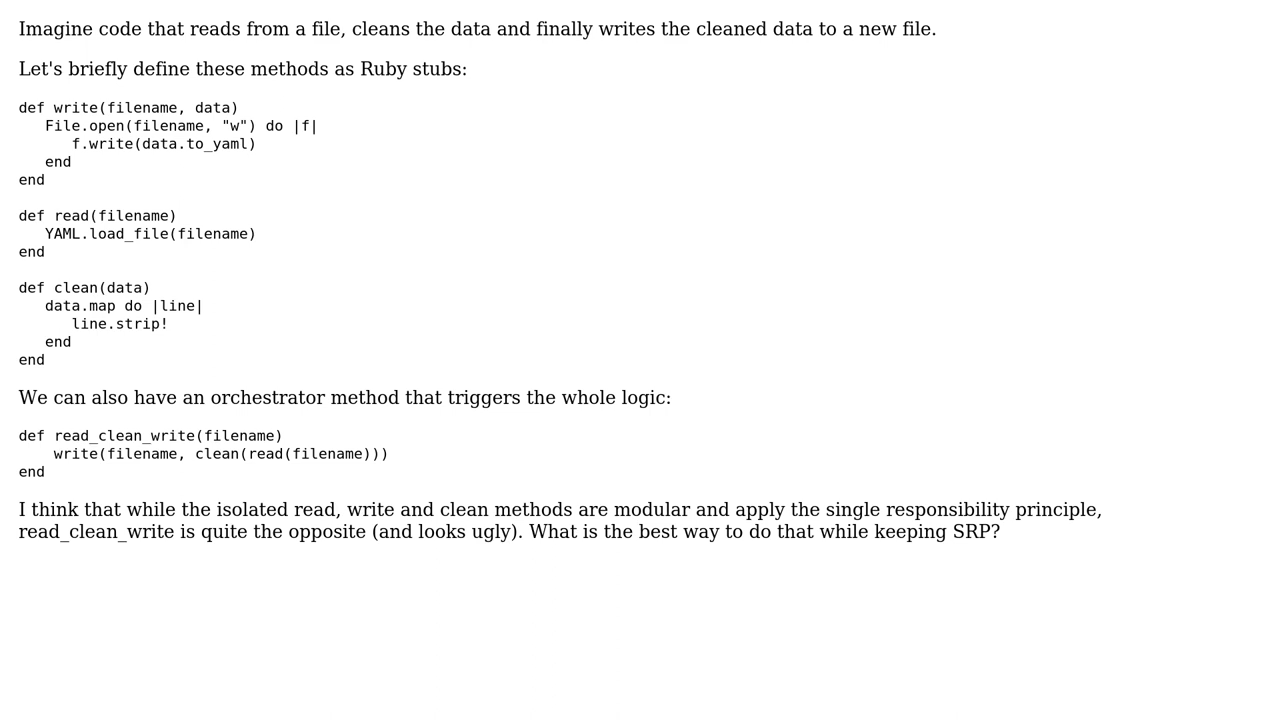 Imagine code that reads from a file, cleans the data and finally writes the cleaned data to a new file.
Let's briefly define these methods as Ruby stubs:
def write(filename, data)
   File.open(filename, "w") do |f|
      f.write(data.to_yaml)
   end
end
def read(filename)
   YAML.load_file(filename)
end
def clean(data)
   data.map do |line|
      line.strip!
   end
end
We can also have an orchestrator method that triggers the whole logic:
def read_clean_write(filename)
    write(filename, clean(read(filename)))
end
I think that while the isolated read, write and clean methods are modular and apply the single responsibility principle,
read_clean_write is quite the opposite (and looks ugly). What is the best way to do that while keeping SRP?